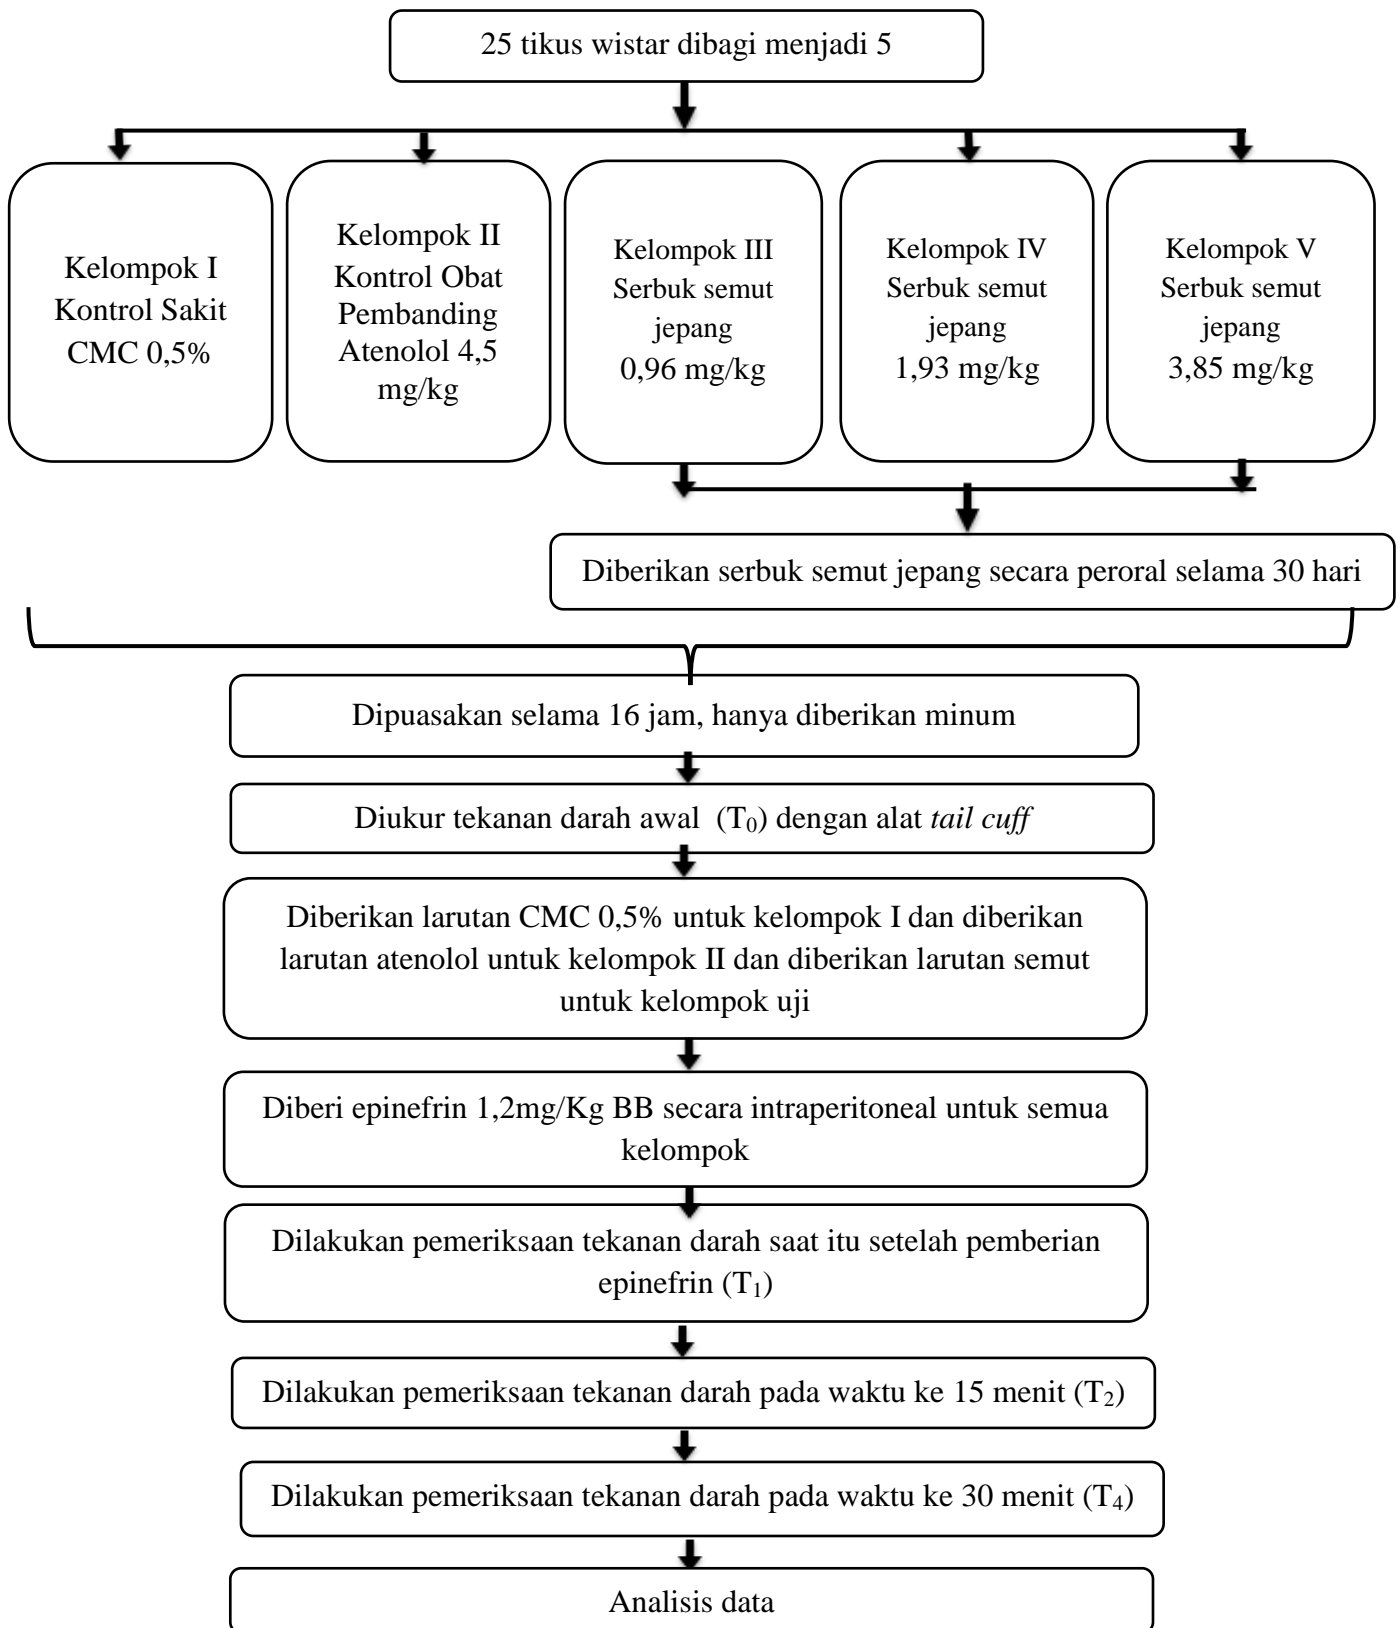 25 tikus wistar dibagi menjadi 5
Kelompok I
Kontrol Sakit
CMC 0,5%
Kelompok II
Kontrol Obat
Pembanding
Atenolol 4,5
mg/kg
Kelompok III
Serbuk semut
jepang
0,96 mg/kg
Kelompok IV
Serbuk semut
jepang
1,93 mg/kg
Kelompok V
Serbuk semut
jepang
3,85 mg/kg
Diberikan serbuk semut jepang secara peroral selama 30 hari
Dipuasakan selama 16 jam, hanya diberikan minum
Diukur tekanan darah awal (T₀) dengan alat tail cuff
Diberikan larutan CMC 0,5% untuk kelompok I dan diberikan
larutan atenolol untuk kelompok II dan diberikan larutan semut
untuk kelompok uji
Diberi epinefrin 1,2mg/Kg BB secara intraperitoneal untuk semua
kelompok
Dilakukan pemeriksaan tekanan darah saat itu setelah pemberian
epinefrin (T₁)
Dilakukan pemeriksaan tekanan darah pada waktu ke 15 menit (T₂)
Dilakukan pemeriksaan tekanan darah pada waktu ke 30 menit (T₄)
Analisis data